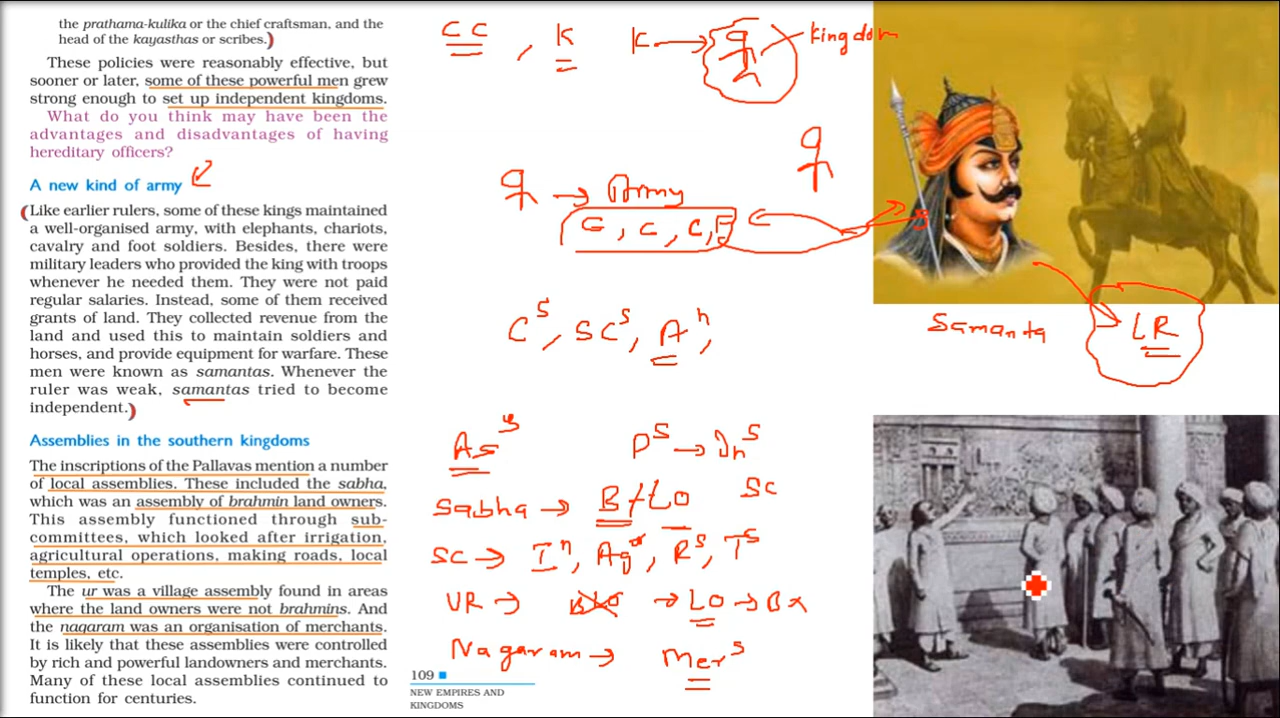 the prathama-kulika or the chief craftsman, and the
head of the kayasthas or scribes.)
These policies were reasonably effective, but
sooner or later, some of these powerful men grew
strong enough to set up independent kingdoms.
What do you think may have been the
advantages and disadvantages of having
hereditary officers?
A new kind of army
(Like earlier rulers, some of these kings maintained
a well-organised army, with elephants, chariots,
cavalry and foot soldiers. Besides, there were
military leaders who provided the king with troops
whenever he needed them. They were not paid
regular salaries. Instead, some of them received
grants of land. They collected revenue from the
land and used this to maintain soldiers and
horses, and provide equipment for warfare. These
men were known as samantas. Whenever the
ruler was weak, samantas tried to become
independent.)
Assemblies in the southern kingdoms
The inscriptions of the Pallavas mention a number
of local assemblies. These included the sabha,
which was an assembly of brahmin land owners.
This assembly functioned through sub-
committees, which looked after irrigation,
agricultural operations, making roads, local
temples, etc.
The ur was a village assembly found in areas
where the land owners were not brahmins. And
the nagaram was an organisation of merchants.
It is likely that these assemblies were controlled
by rich and powerful landowners and merchants.
Many of these local assemblies continued to
function for centuries.
CC, K K → Kingdom
→ Army
C, C,
Cˢ, SCˢ, Aⁿ,
Samanta LR
Asʸ Pˢ → Inˢ
Sabha → B+LO SC
SC → Iⁿ, Agʳ, Rˢ, Tˢ
UR → BLO → LO → B×
Nagaram → Merˢ
109
NEW EMPIRES AND
KINGDOMS